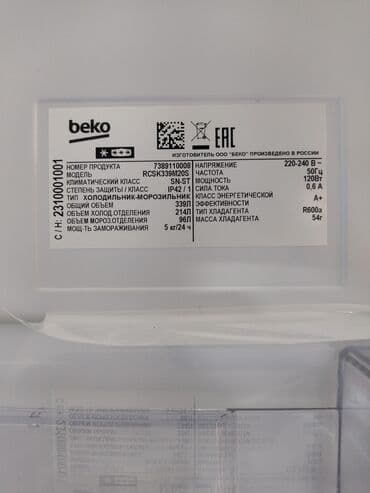 beko
EAC
ИЗГОТОВИТЕЛЬ ООО "БЕКО" ПРОИЗВЕДЕНО В РОССИИ
С / Н: 2310001001
НОМЕР ПРОДУКТА 7389110008
МОДЕЛЬ RCSK339M20S
КЛИМАТИЧЕСКИЙ КЛАСС SN-ST
СТЕПЕНЬ ЗАЩИТЫ / КЛАСС IP42 / 1
ТИП ХОЛОДИЛЬНИК-МОРОЗИЛЬНИК
ОБЩИЙ ОБЪЕМ 339Л
ОБЪЕМ ХОЛОД.ОТДЕЛЕНИЯ 214Л
ОБЪЕМ МОРОЗ.ОТДЕЛЕНИЯ 96Л
МОЩ-ТЬ ЗАМОРАЖИВАНИЯ 5 кг/24 ч
НАПРЯЖЕНИЕ 220-240 В ~
ЧАСТОТА 50Гц
МОЩНОСТЬ 120Вт
СИЛА ТОКА 0,6 А
КЛАСС ЭНЕРГЕТИЧЕСКОЙ
ЭФФЕКТИВНОСТИ A+
ТИП ХЛАДАГЕНТА R600a
МАССА ХЛАДАГЕНТА 54г